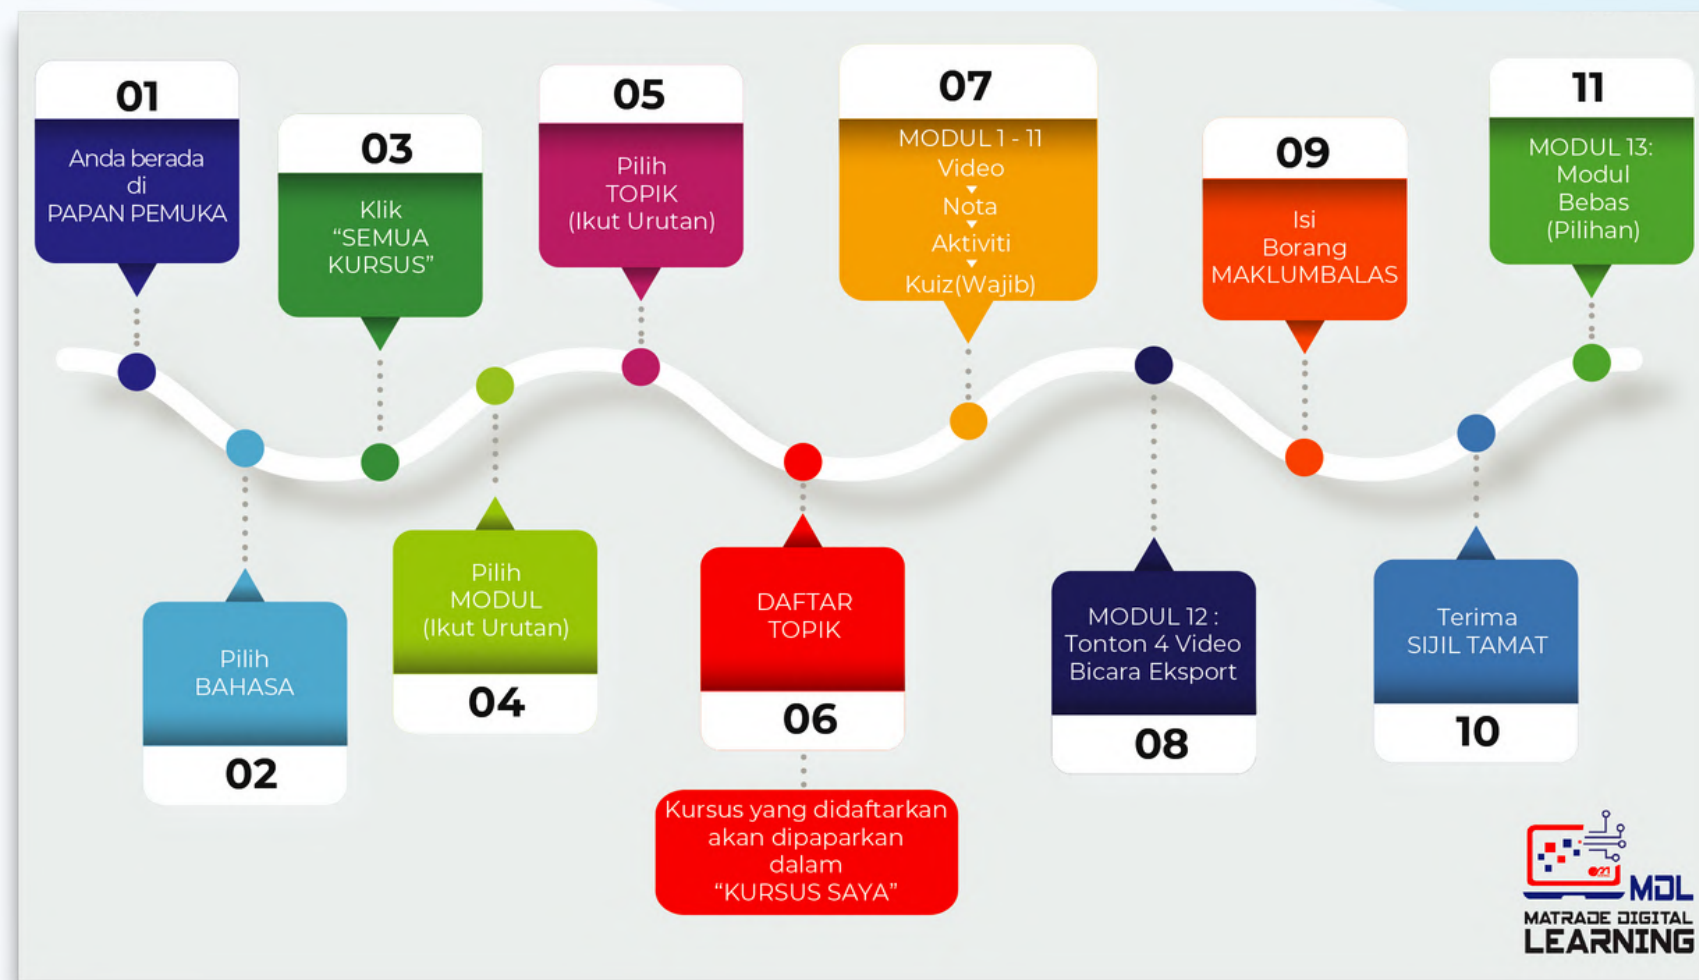 01
Anda berada
di
PAPAN PEMUKA
Pilih
BAHASA
02
03
Klik
“SEMUA
KURSUS”
Pilih
MODUL
(Ikut Urutan)
04
05
Pilih
TOPIK
(Ikut Urutan)
DAFTAR
TOPIK
06
Kursus yang didaftarkan
akan dipaparkan
dalam
“KURSUS SAYA”
07
MODUL 1 - 11
Video
Nota
Aktiviti
Kuiz(Wajib)
MODUL 12 :
Tonton 4 Video
Bicara Eksport
08
09
Isi
Borang
MAKLUMBALAS
Terima
SIJIL TAMAT
10
11
MODUL 13:
Modul
Bebas
(Pilihan)
MDL
MATRADE DIGITAL
LEARNING